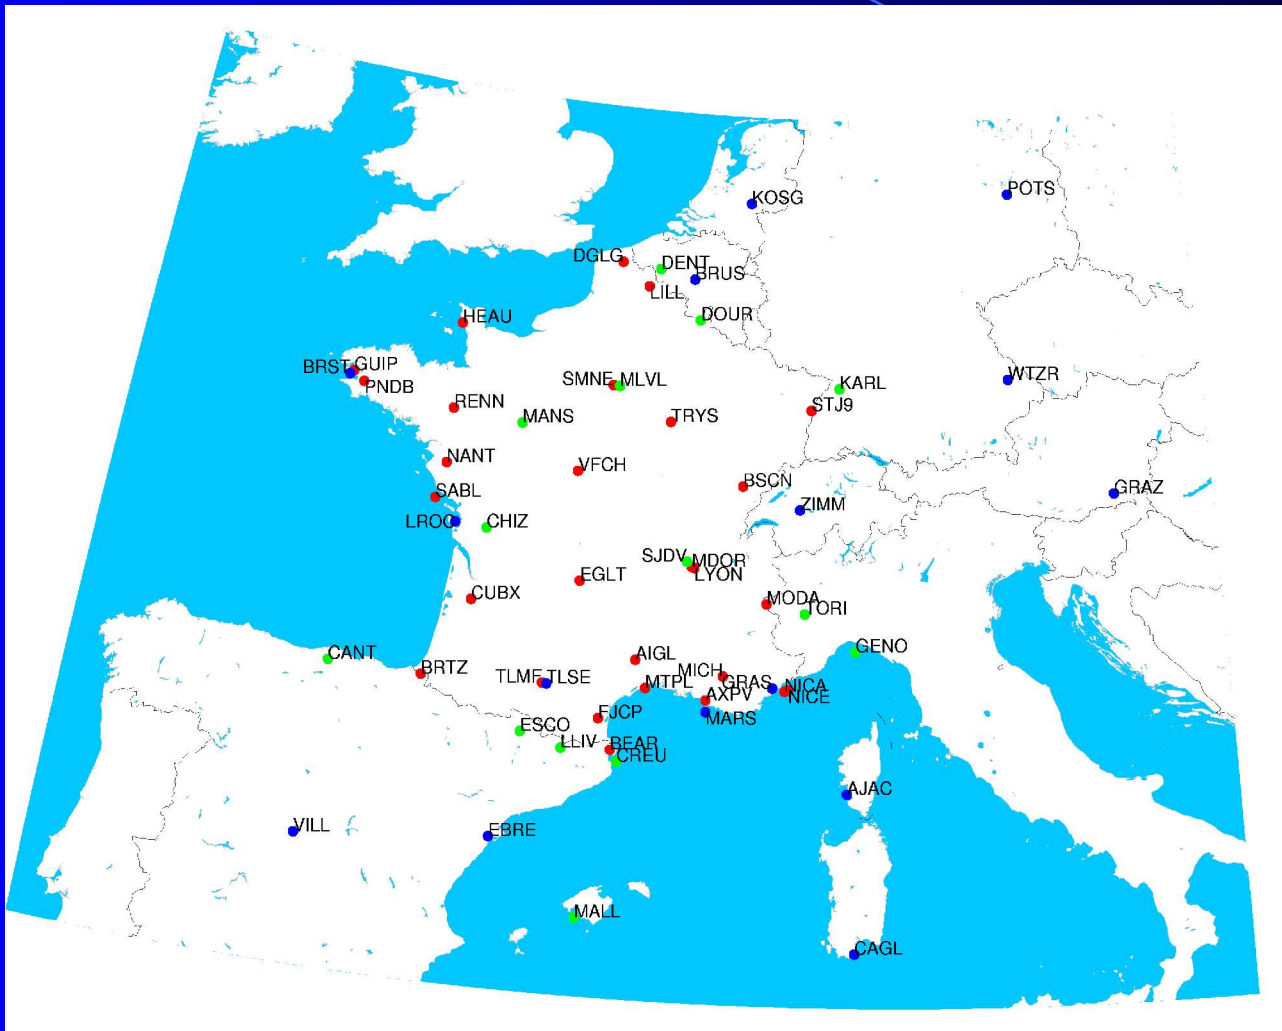 POTS
KOSG
DGLG
DENT
BRUS
LILL
DOUR
HEAU
BRST
GUIP
PNDB
SMNE
MLVL
KARL
WTZR
RENN
MANS
TRYS
STJ9
NANT
VFCH
BSCN
GRAZ
SABL
ZIMM
LROC
CHIZ
SJDV
MDOR
LYON
EGLT
CUBX
MODA
TORI
CANT
BRTZ
AIGL
GENO
TLMF
TLSE
MTPL
MICH
GRAS
NICA
NICE
AXPV
MARS
FJCP
ESCO
LLIV
BEAR
CREU
AJAC
VILL
EBRE
MALL
CAGL